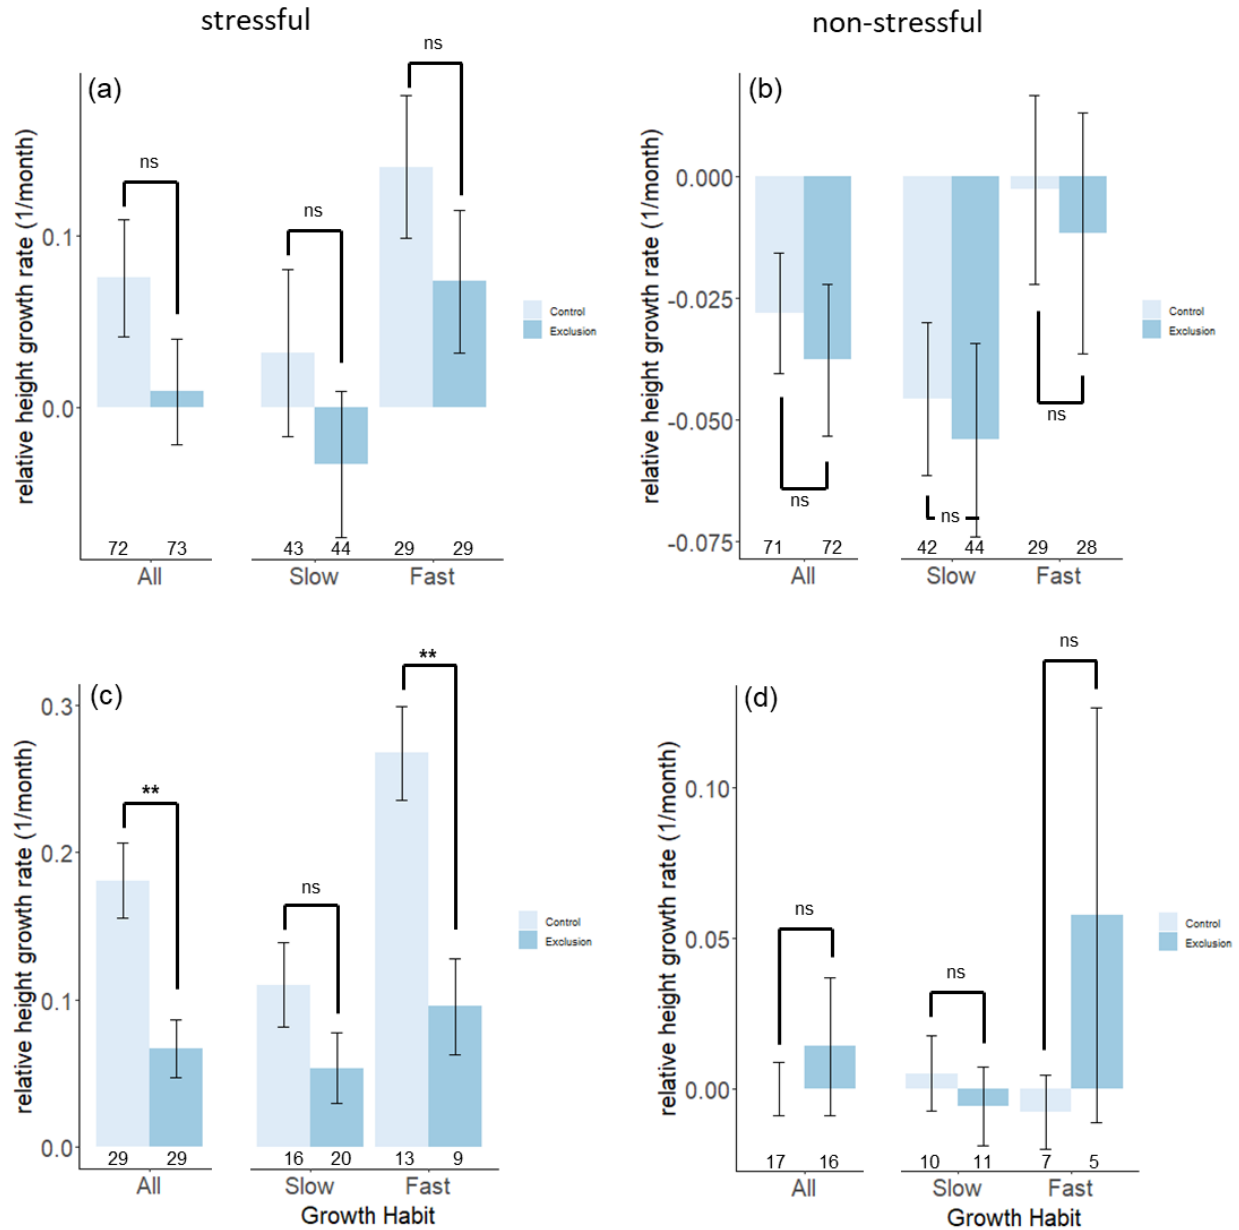 stressful
non-stressful
(a)
relative height growth rate (1/month)
0.1
0.0
ns
ns
ns
72 73 43 44 29 29
All Slow Fast
Control
Exclusion
(b)
relative height growth rate (1/month)
0.000
-0.025
-0.050
-0.075
ns
ns
ns
71 72 42 44 29 28
All Slow Fast
Control
Exclusion
(c)
relative height growth rate (1/month)
0.3
0.2
0.1
0.0
**
ns
**
29 29 16 20 13 9
All Slow Fast
Growth Habit
Control
Exclusion
(d)
relative height growth rate (1/month)
0.10
0.05
0.00
ns
ns
ns
17 16 10 11 7 5
All Slow Fast
Growth Habit
Control
Exclusion